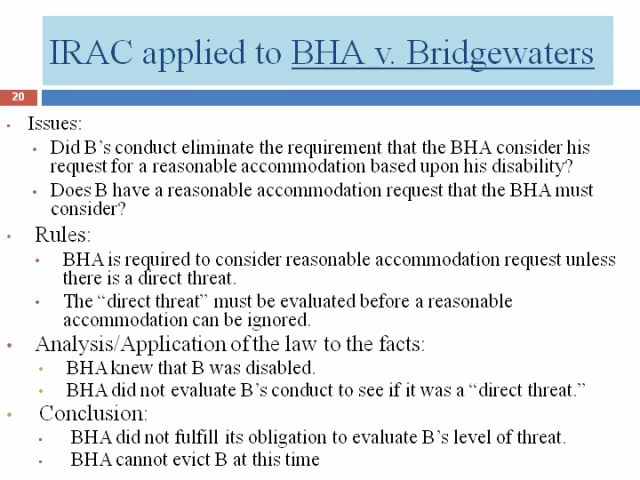 IRAC applied to BHA v. Bridgewaters
20
• Issues:
• Did B's conduct eliminate the requirement that the BHA consider his
request for a reasonable accommodation based upon his disability?
• Does B have a reasonable accommodation request that the BHA must
consider?
• Rules:
• BHA is required to consider reasonable accommodation request unless
there is a direct threat.
• The “direct threat” must be evaluated before a reasonable
accommodation can be ignored.
• Analysis/Application of the law to the facts:
• BHA knew that B was disabled.
• BHA did not evaluate B's conduct to see if it was a “direct threat.”
• Conclusion:
• BHA did not fulfill its obligation to evaluate B's level of threat.
• BHA cannot evict B at this time